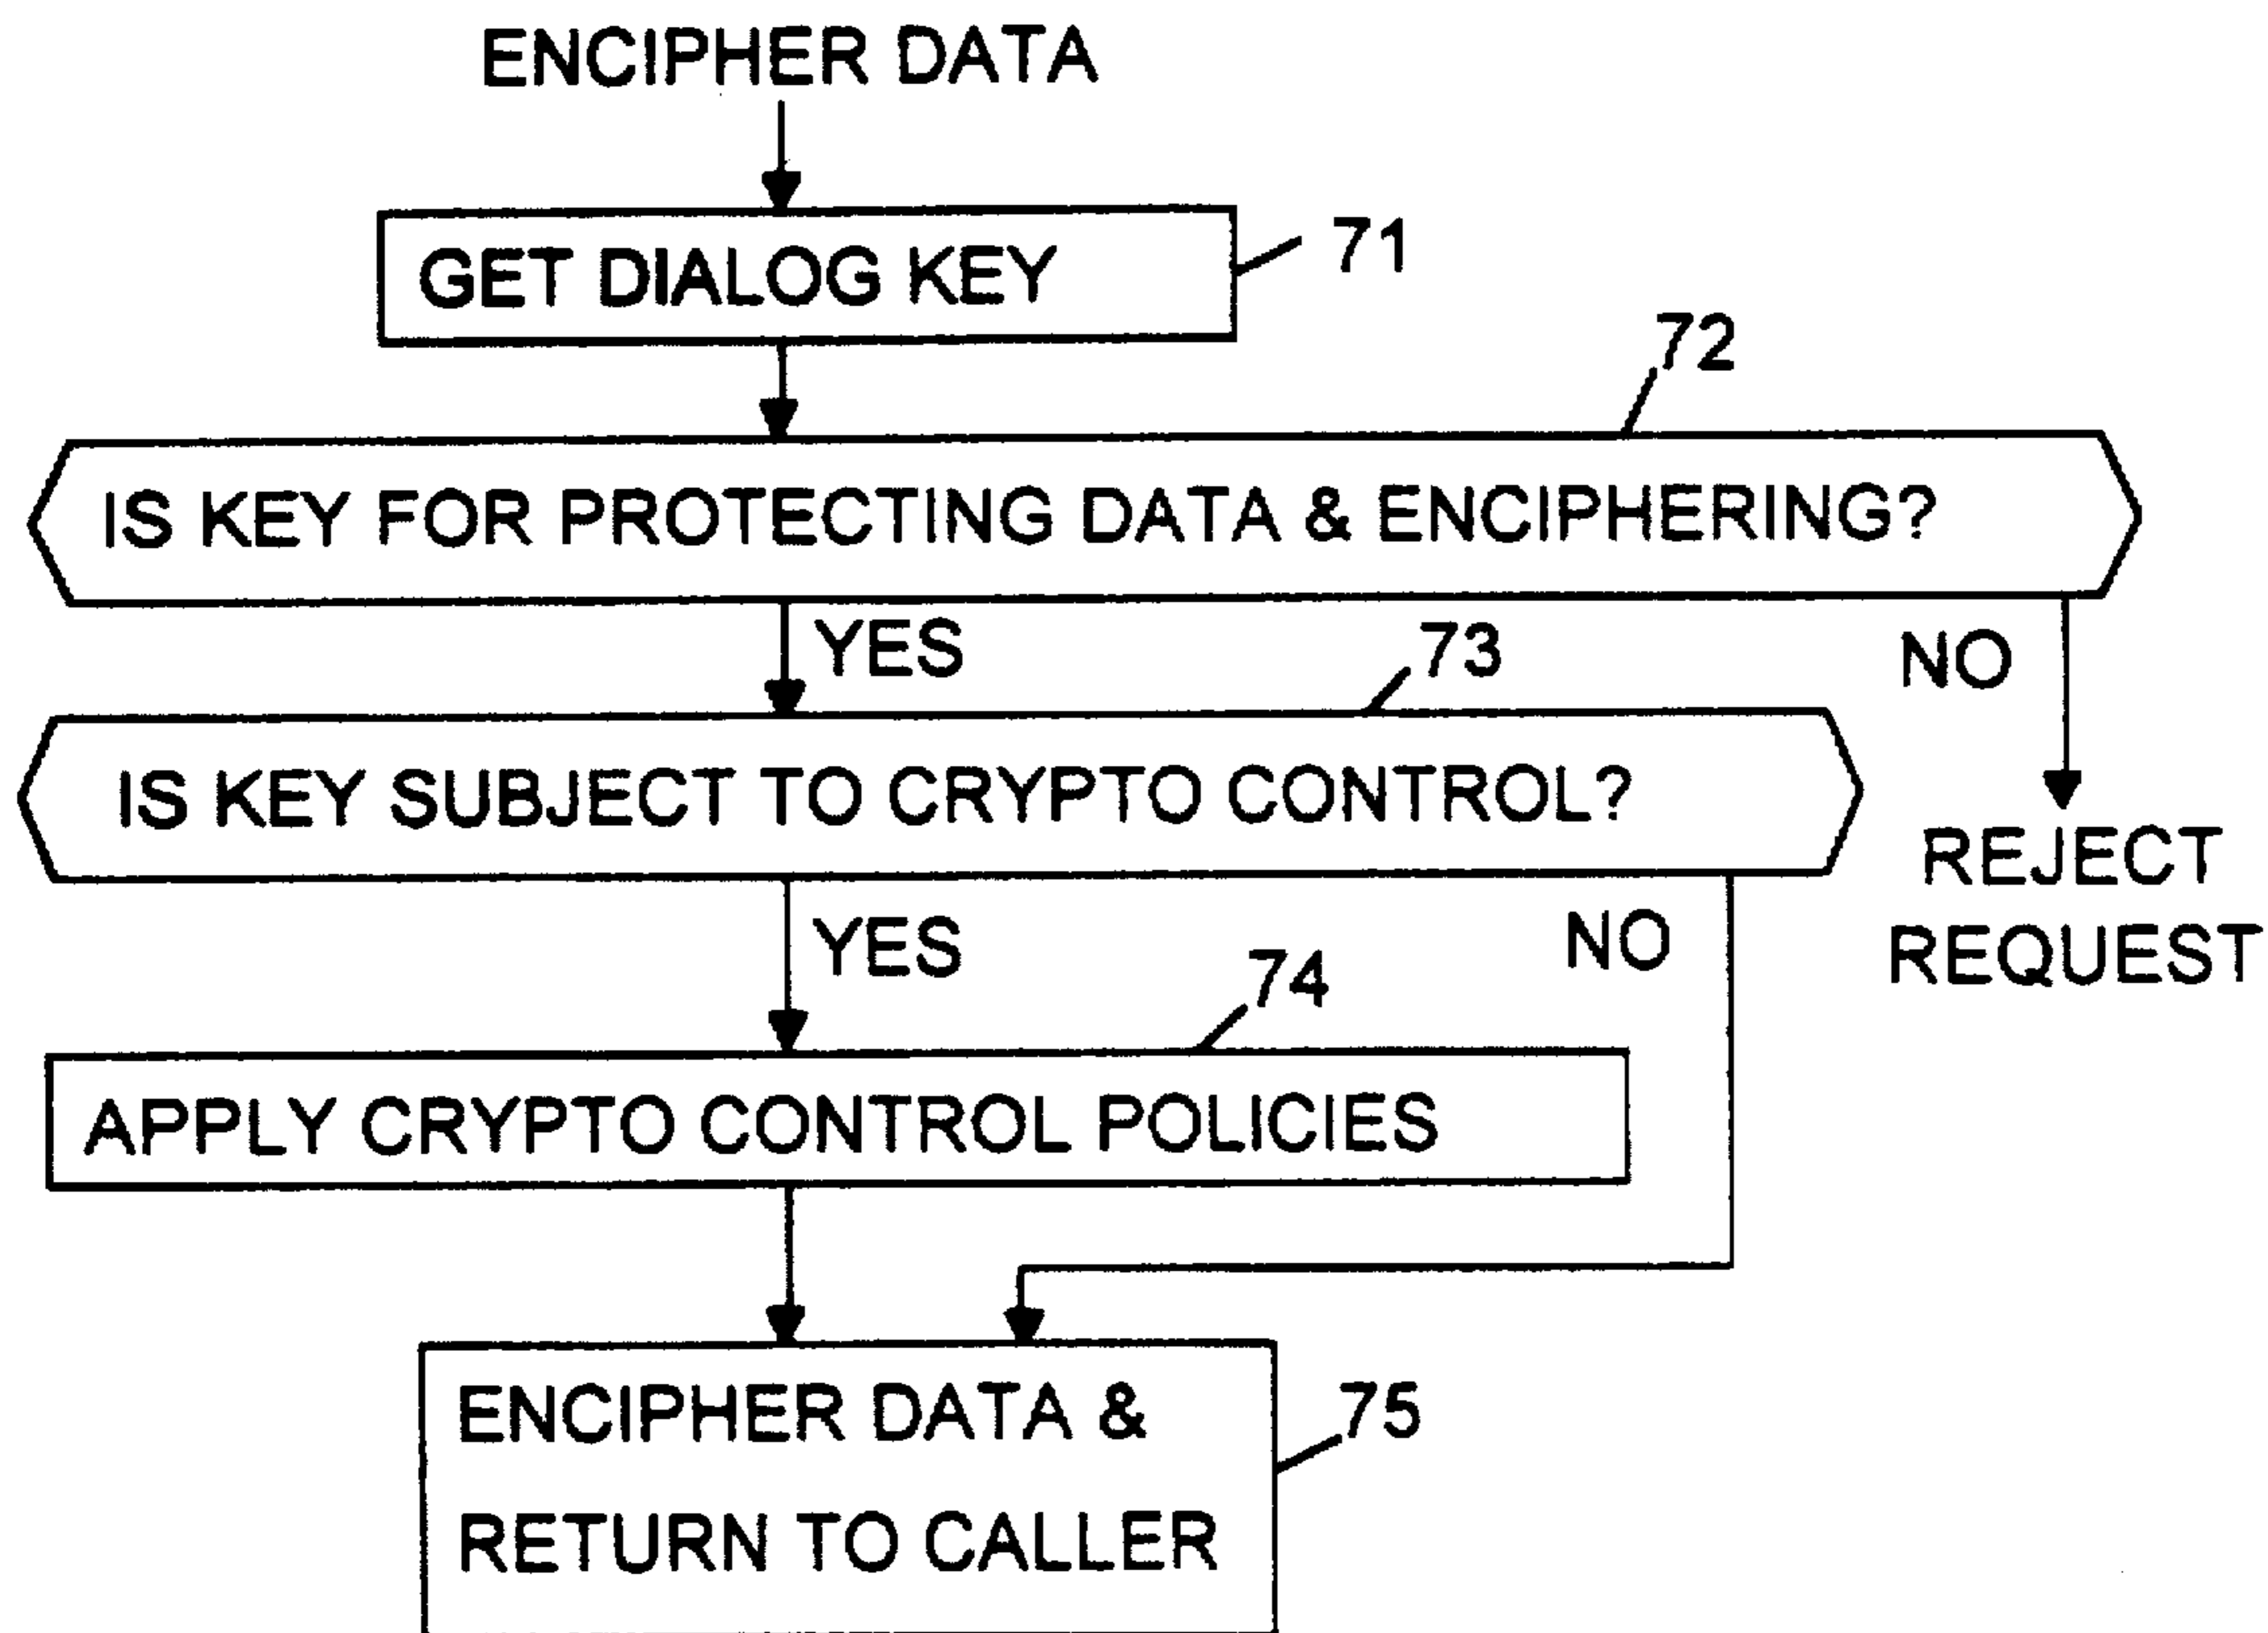 ENCIPHER DATA
GET DIALOG KEY
71
72
IS KEY FOR PROTECTING DATA & ENCIPHERING?
YES
NO
73
IS KEY SUBJECT TO CRYPTO CONTROL?
REJECT
REQUEST
YES
NO
74
APPLY CRYPTO CONTROL POLICIES
ENCIPHER DATA &
RETURN TO CALLER
75